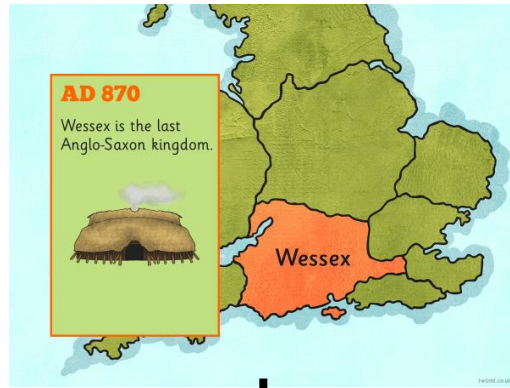 AD 870
Wessex is the last
Anglo-Saxon kingdom.
Wessex
twinkl.co.uk